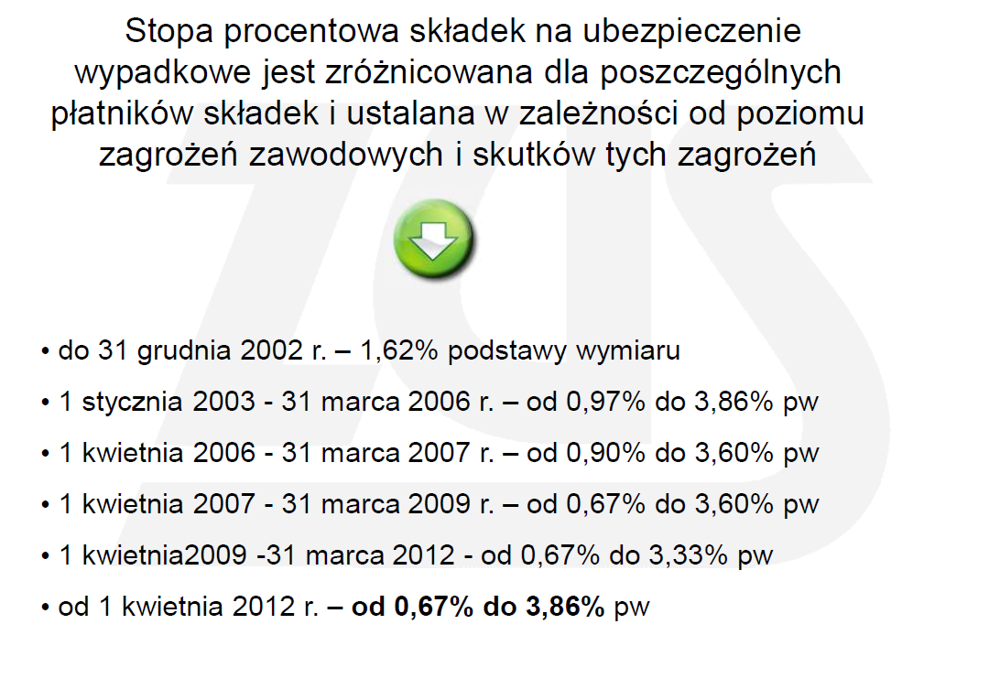 Stopa procentowa składek na ubezpieczenie
wypadkowe jest zróżnicowana dla poszczególnych
płatników składek i ustalana w zależności od poziomu
zagrożeń zawodowych i skutków tych zagrożeń
ZUS
• do 31 grudnia 2002 r. – 1,62% podstawy wymiaru
• 1 stycznia 2003 - 31 marca 2006 r. – od 0,97% do 3,86% pw
• 1 kwietnia 2006 - 31 marca 2007 r. – od 0,90% do 3,60% pw
• 1 kwietnia 2007 - 31 marca 2009 r. – od 0,67% do 3,60% pw
• 1 kwietnia2009 -31 marca 2012 - od 0,67% do 3,33% pw
• od 1 kwietnia 2012 r. – od 0,67% do 3,86% pw